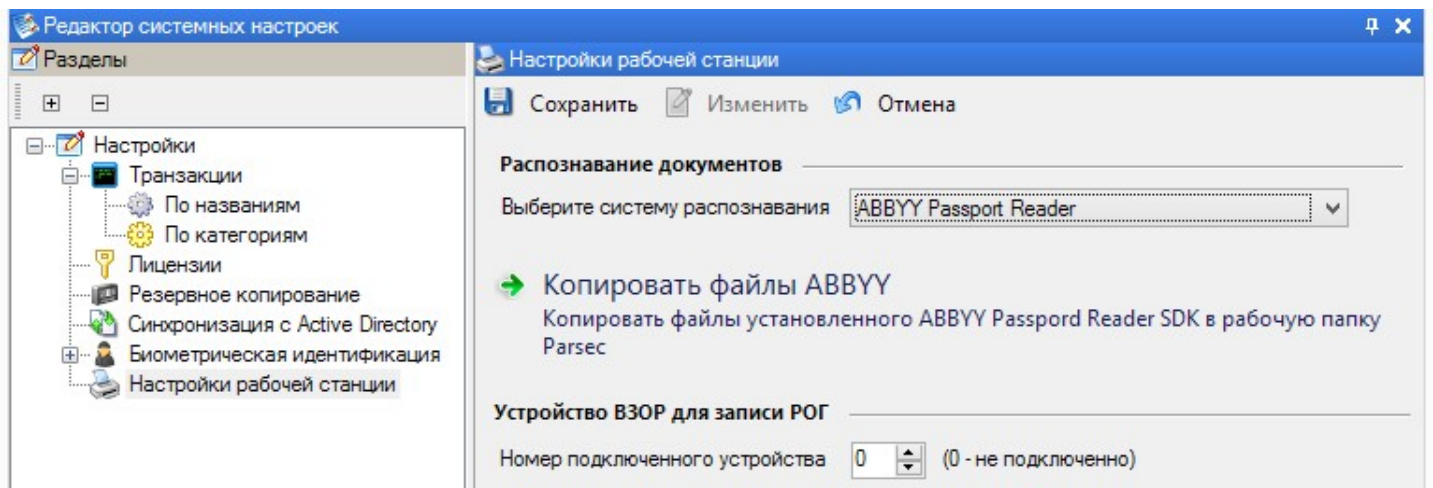 Редактор системных настроек
Разделы
Настройки
Транзакции
По названиям
По категориям
Лицензии
Резервное копирование
Синхронизация с Active Directory
Биометрическая идентификация
Настройки рабочей станции
Настройки рабочей станции
Сохранить Изменить Отмена
Распознавание документов
Выберите систему распознавания ABBYY Passport Reader
Копировать файлы ABBYY
Копировать файлы установленного ABBYY Passpord Reader SDK в рабочую папку
Parsec
Устройство ВЗОР для записи РОГ
Номер подключенного устройства 0 (0 - не подключенно)